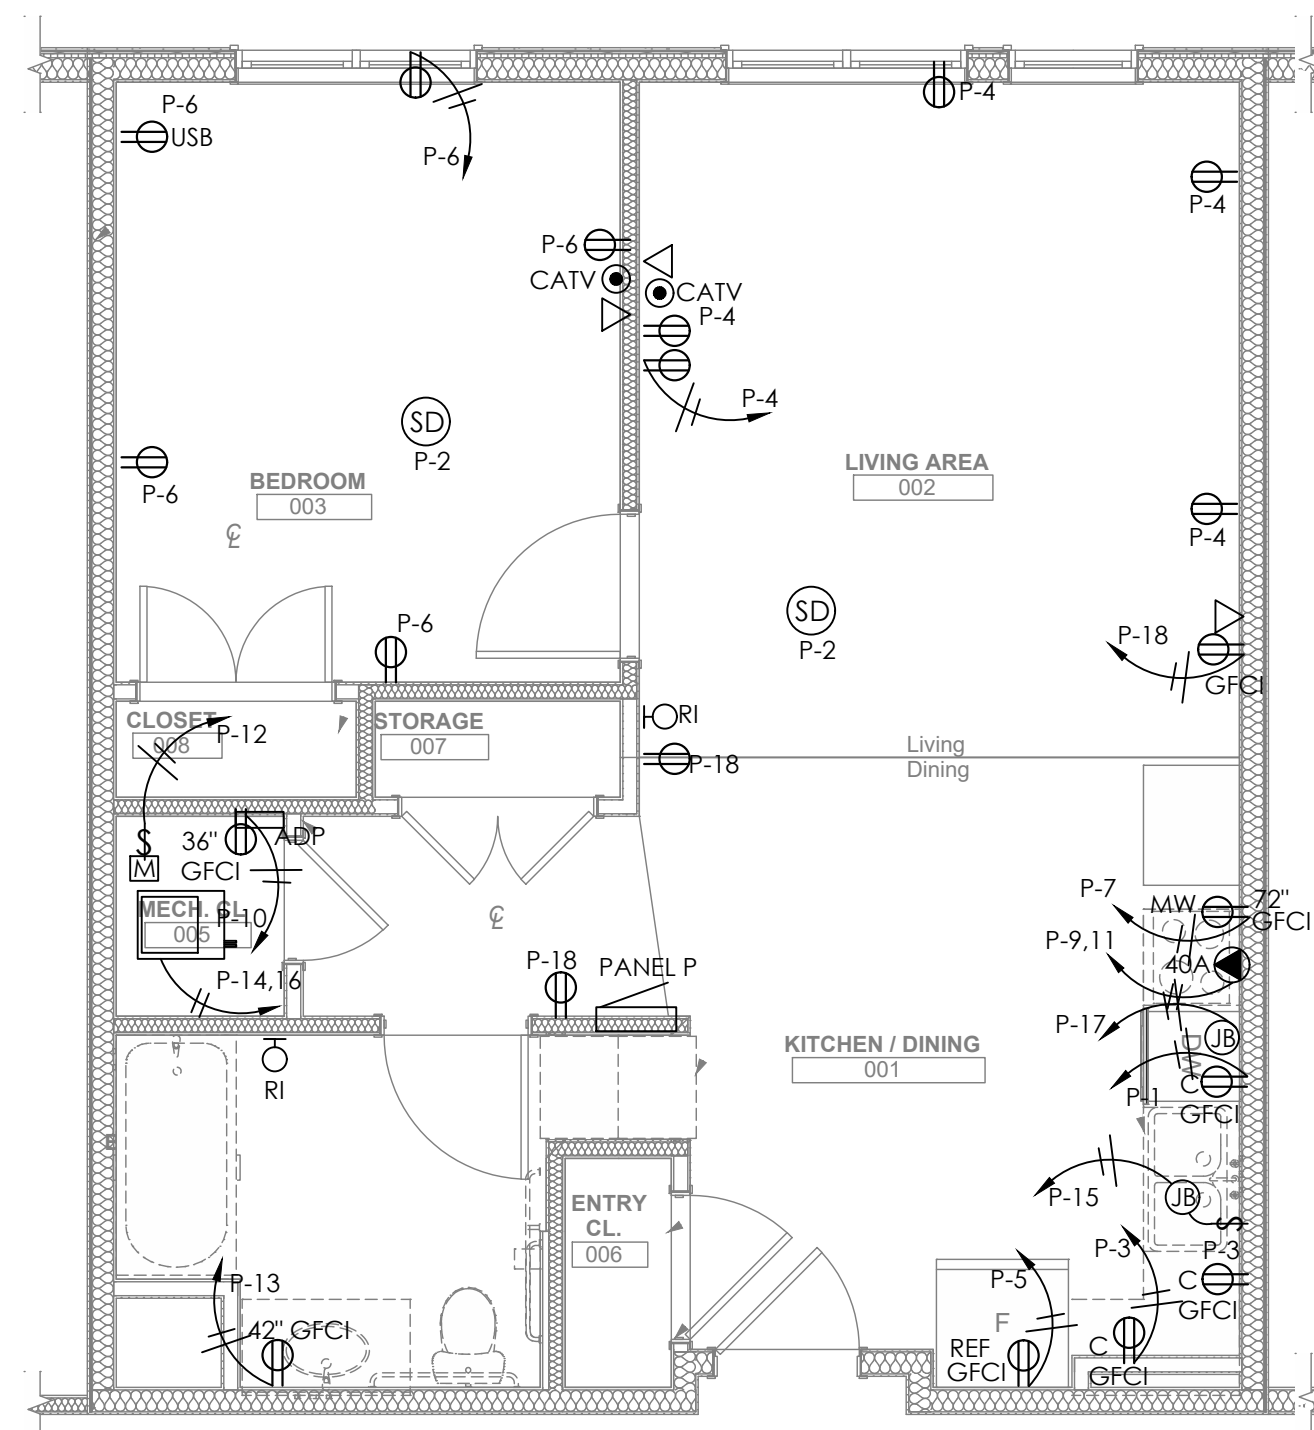 P-6
USB
P-6
P-4
P-4
P-6
CATV
CATV
P-4
P-4
SD
P-2
P-6
BEDROOM
003
℄
LIVING AREA
002
P-4
SD
P-2
P-6
P-18
GFCI
CLOSET
008
P-12
STORAGE
007
RI
P-18
Living
Dining
36"
GFCI
ADP
S
M
MECH. CL
005
P-10
P-14,16
℄
P-18
PANEL P
P-7
MW
72"
GFCI
P-9,11
40A
P-17
JB
DW
C
GFCI
P-1
KITCHEN / DINING
001
RI
P-15
JB
S
P-3
P-3
C
GFCI
ENTRY
CL.
006
P-13
42" GFCI
P-5
F
REF
GFCI
C
GFCI